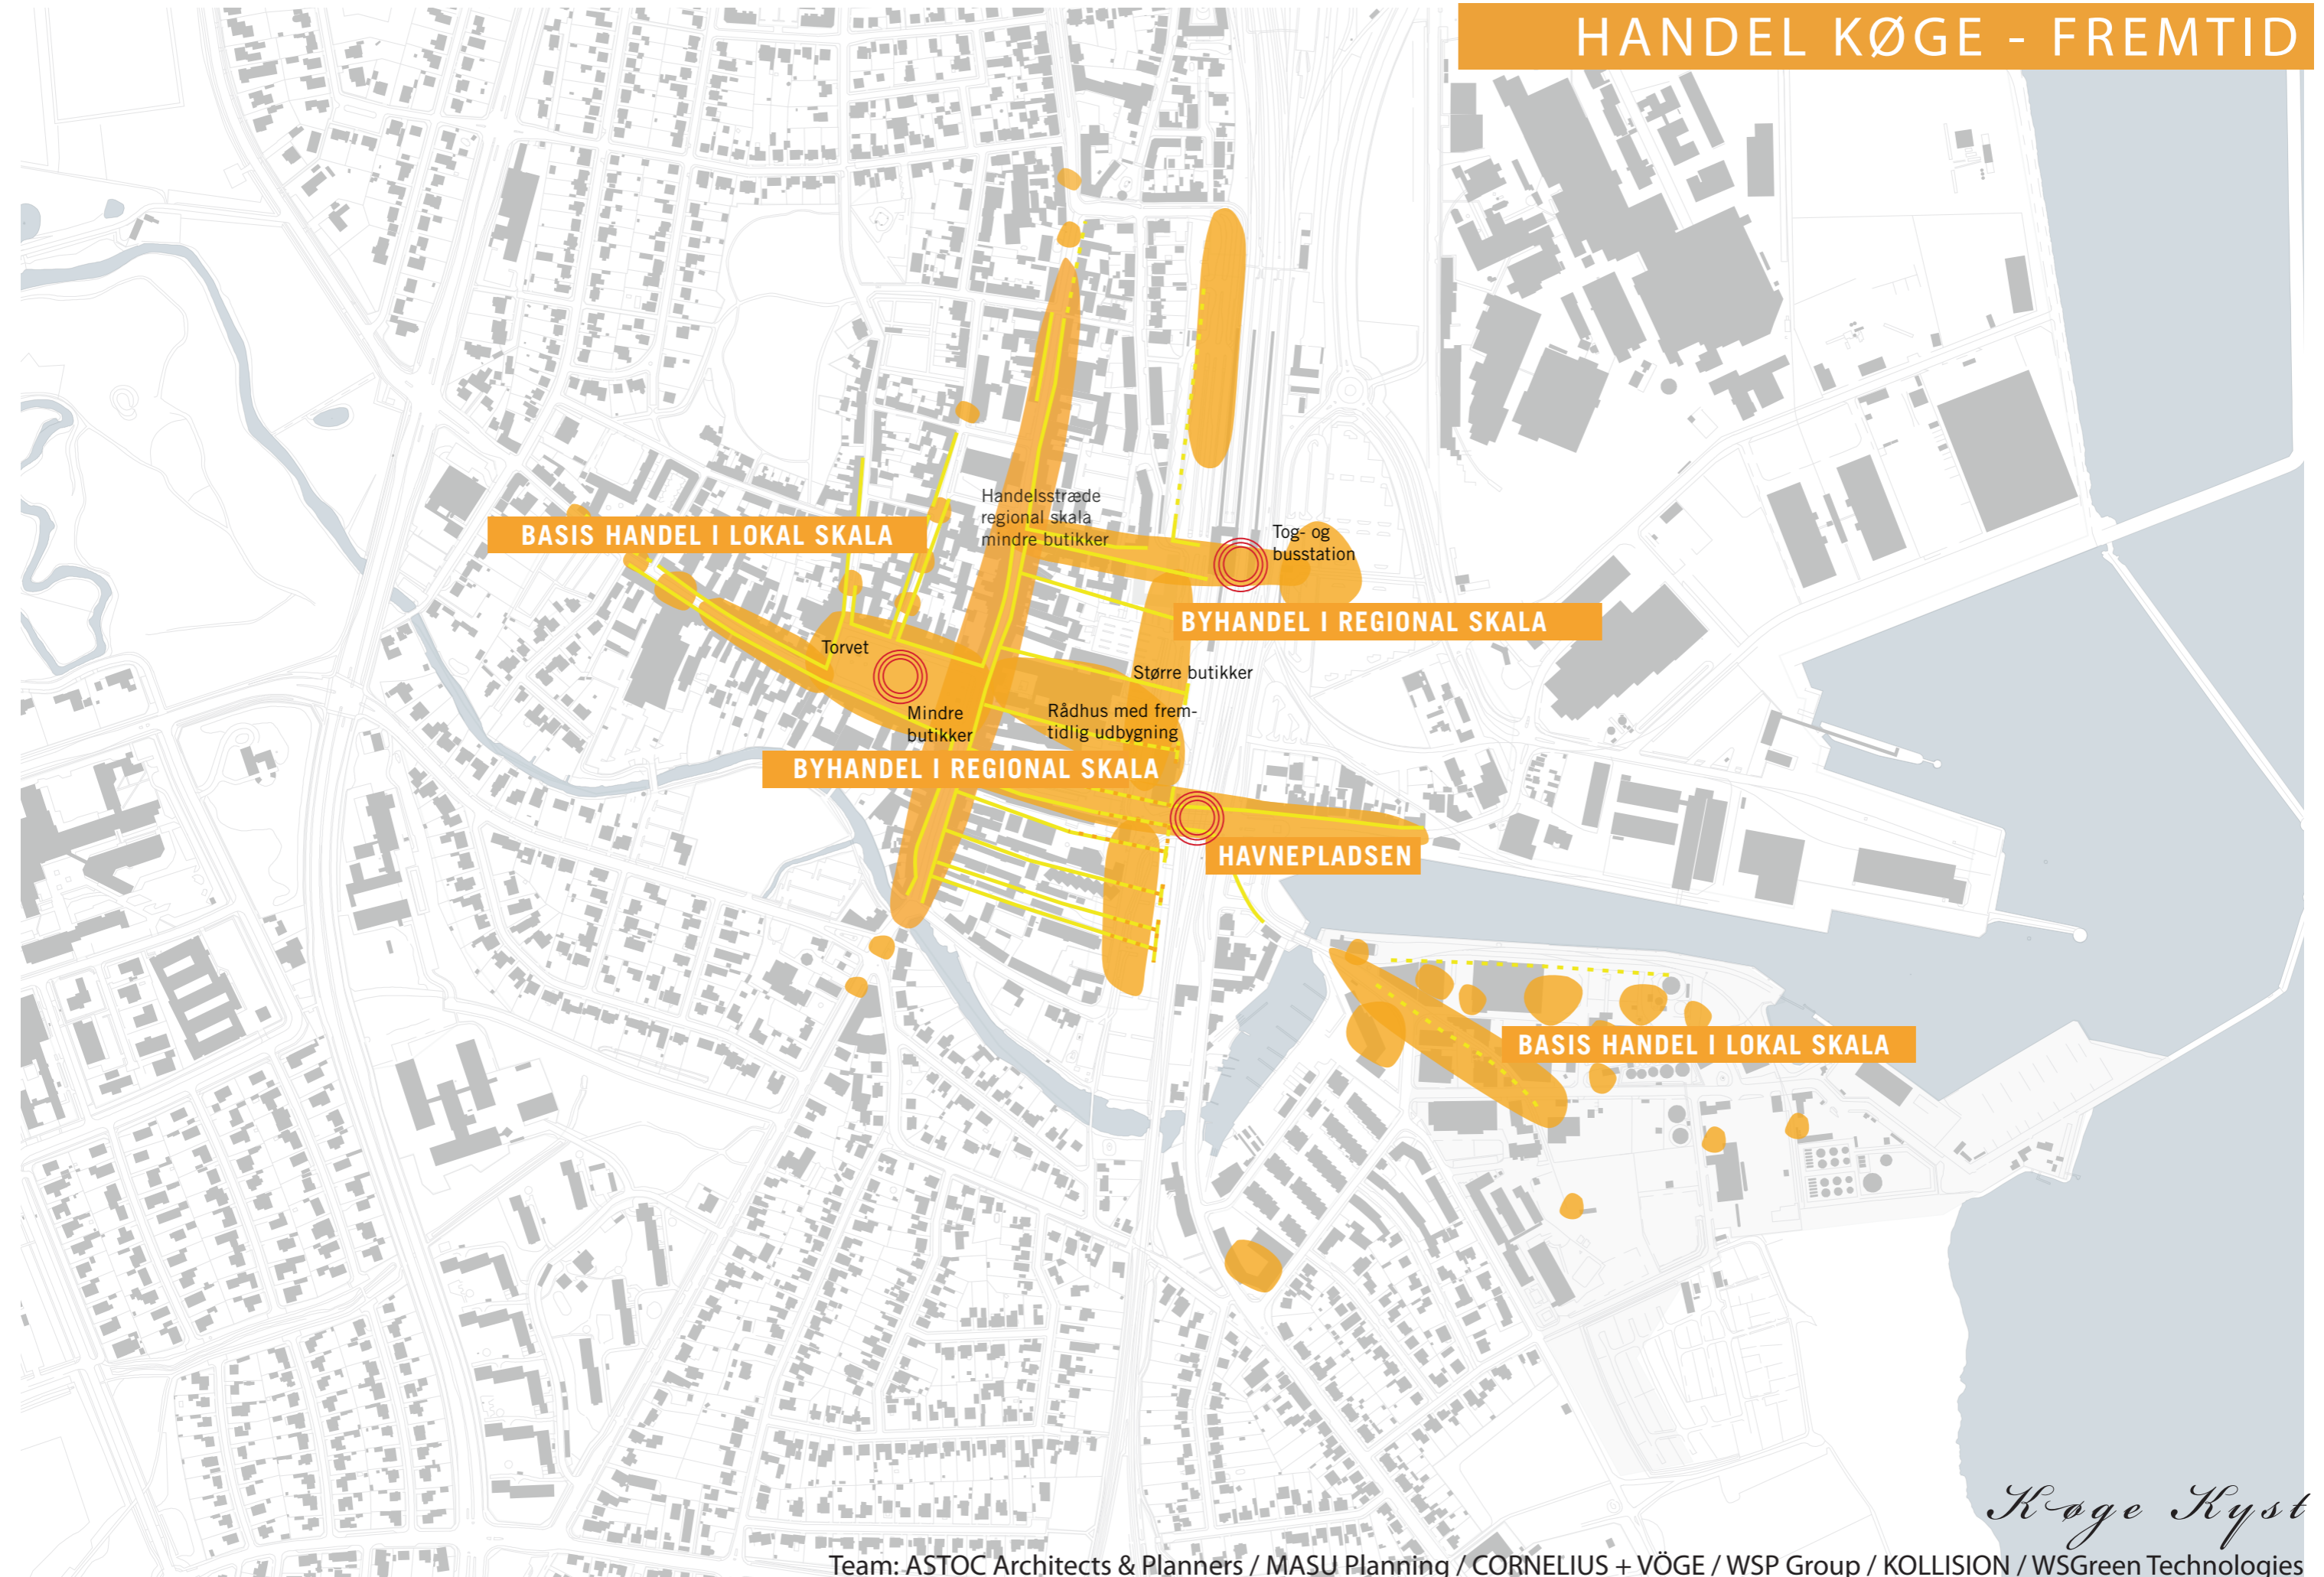 HANDEL KØGE - FREMTID
Handelsstræde
regional skala
mindre butikker
BASIS HANDEL I LOKAL SKALA
Tog- og
busstation
BYHANDEL I REGIONAL SKALA
Torvet
Større butikker
Mindre
butikker
Rådhus med frem-
tidlig udbygning
BYHANDEL I REGIONAL SKALA
HAVNEPLADSEN
BASIS HANDEL I LOKAL SKALA
Køge Kyst
Team: ASTOC Architects & Planners / MASU Planning / CORNELIUS + VÖGE / WSP Group / KOLLISION / WSGreen Technologies